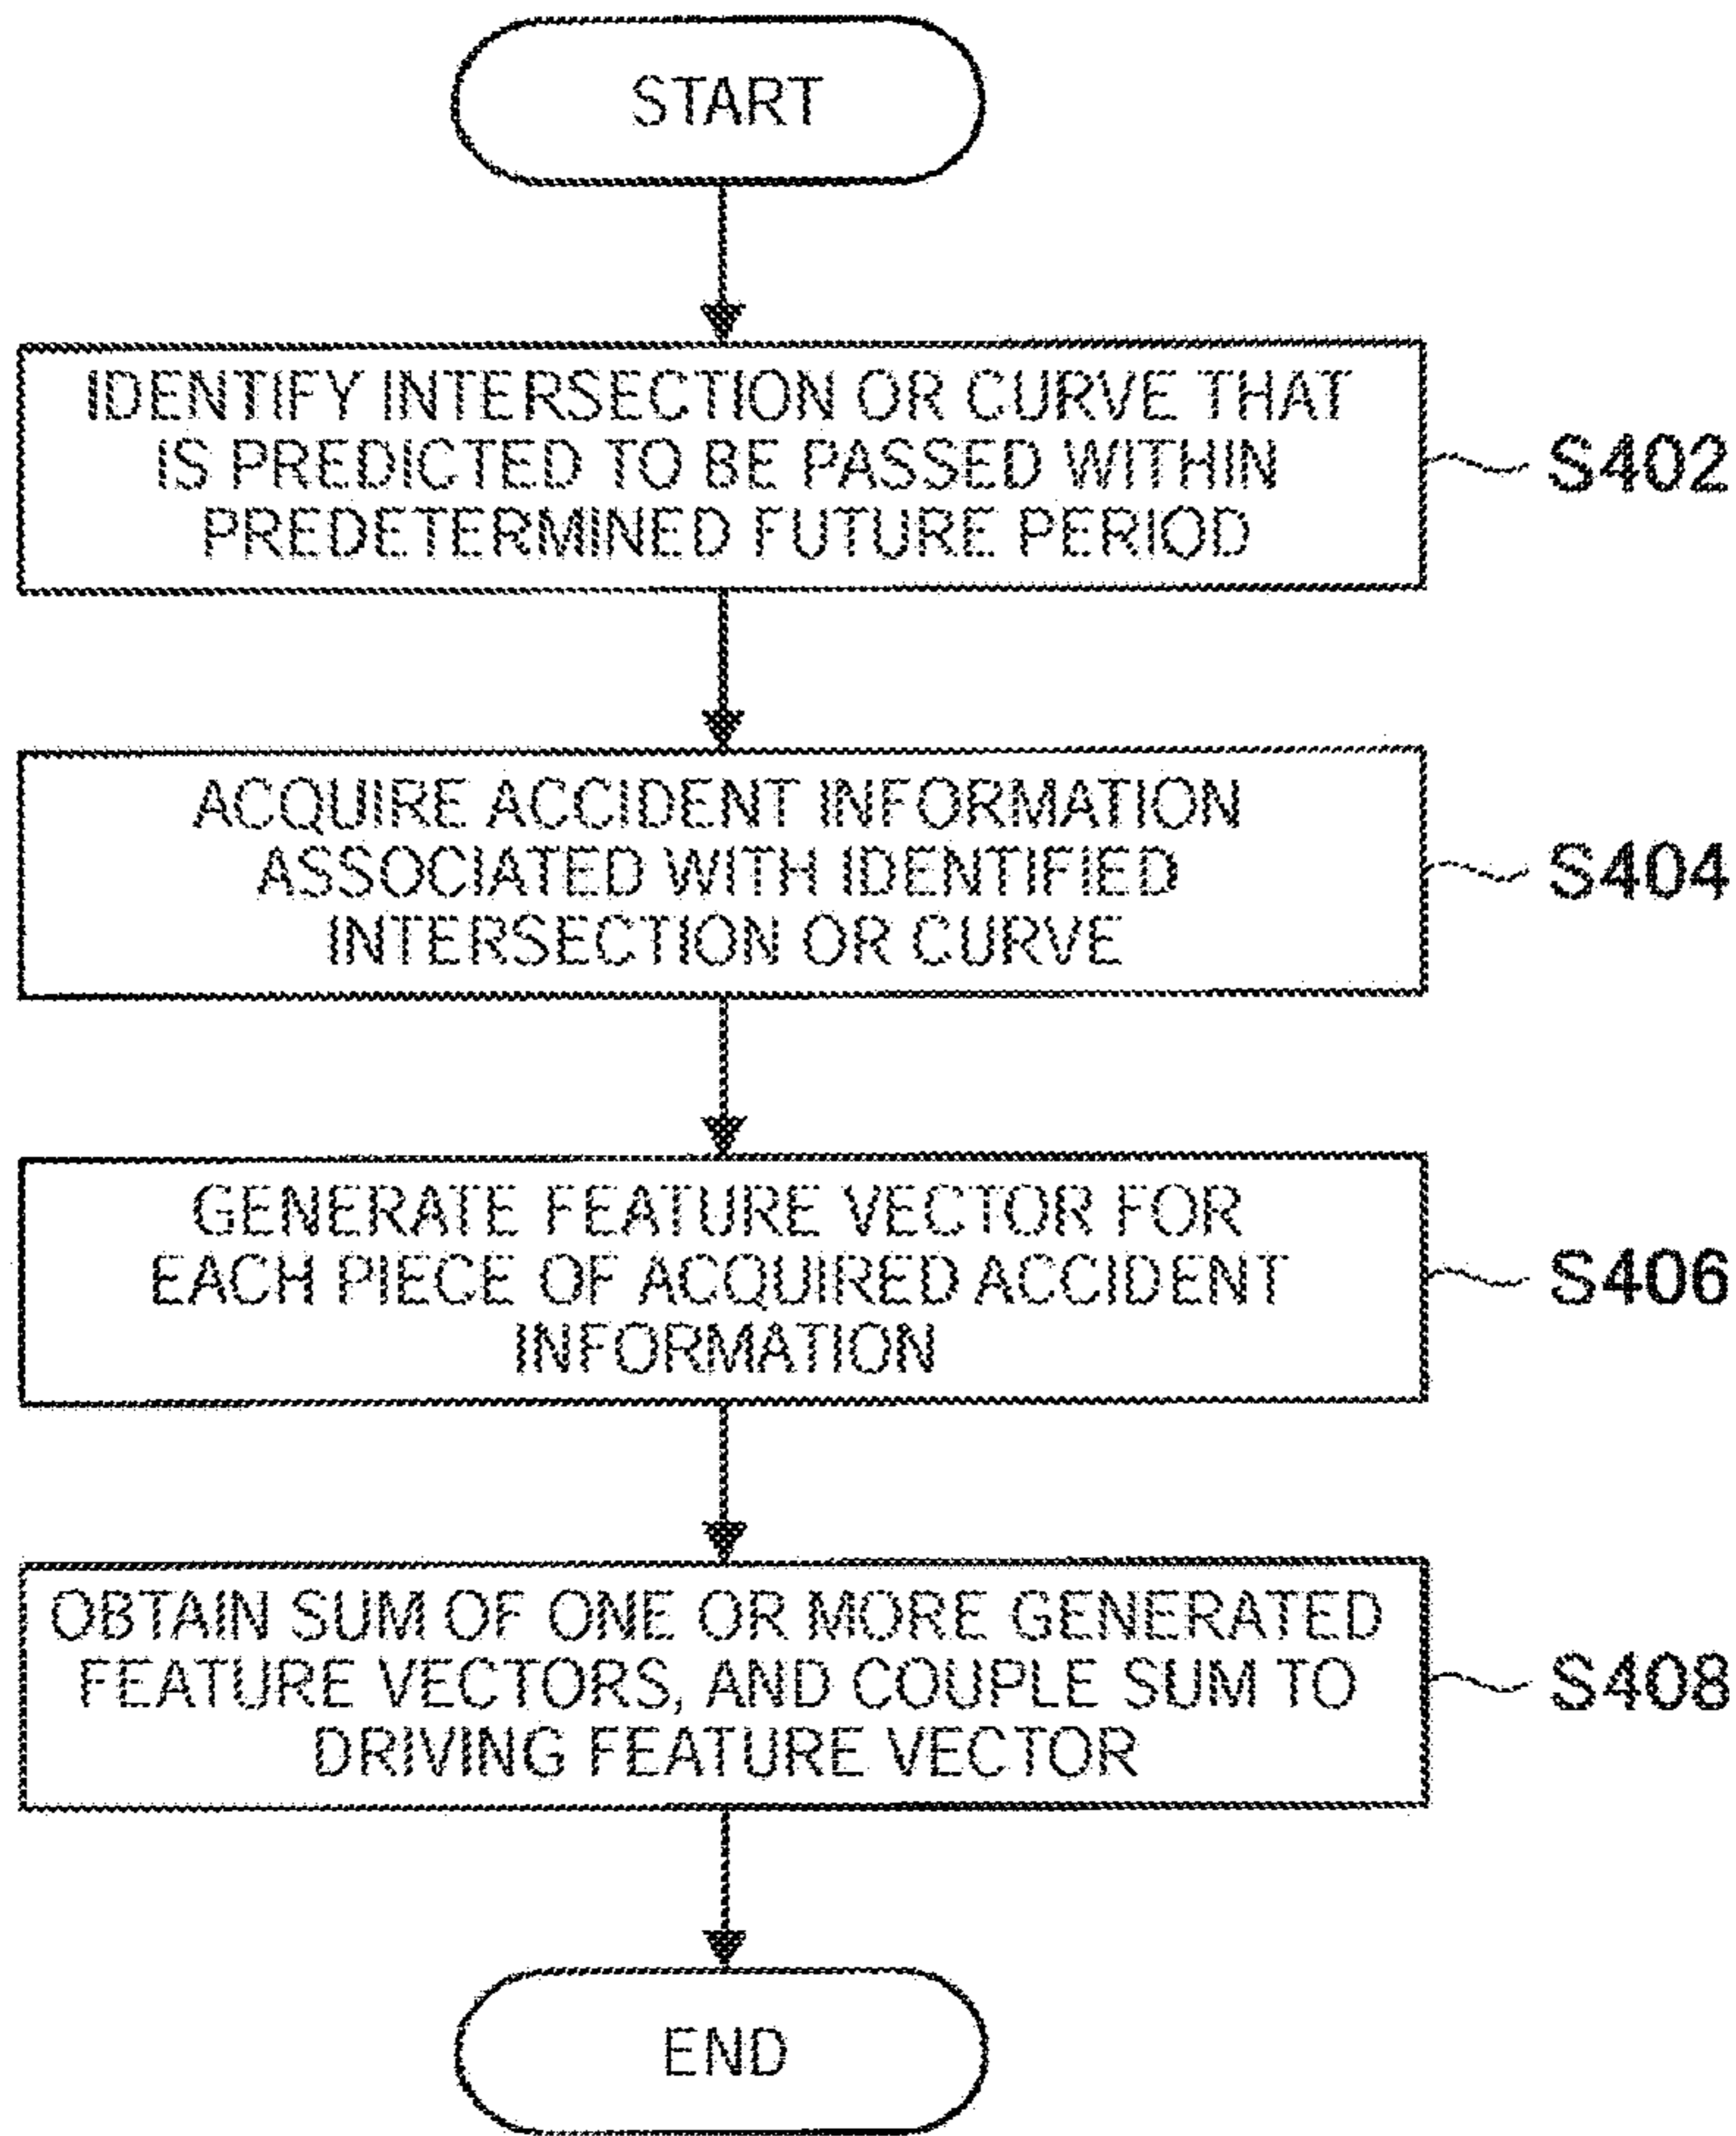 START
IDENTIFY INTERSECTION OR CURVE THAT
IS PREDICTED TO BE PASSED WITHIN
PREDETERMINED FUTURE PERIOD
S402
ACQUIRE ACCIDENT INFORMATION
ASSOCIATED WITH IDENTIFIED
INTERSECTION OR CURVE
S404
GENERATE FEATURE VECTOR FOR
EACH PIECE OF ACQUIRED ACCIDENT
INFORMATION
S406
OBTAIN SUM OF ONE OR MORE GENERATED
FEATURE VECTORS, AND COUPLE SUM TO
DRIVING FEATURE VECTOR
S408
END